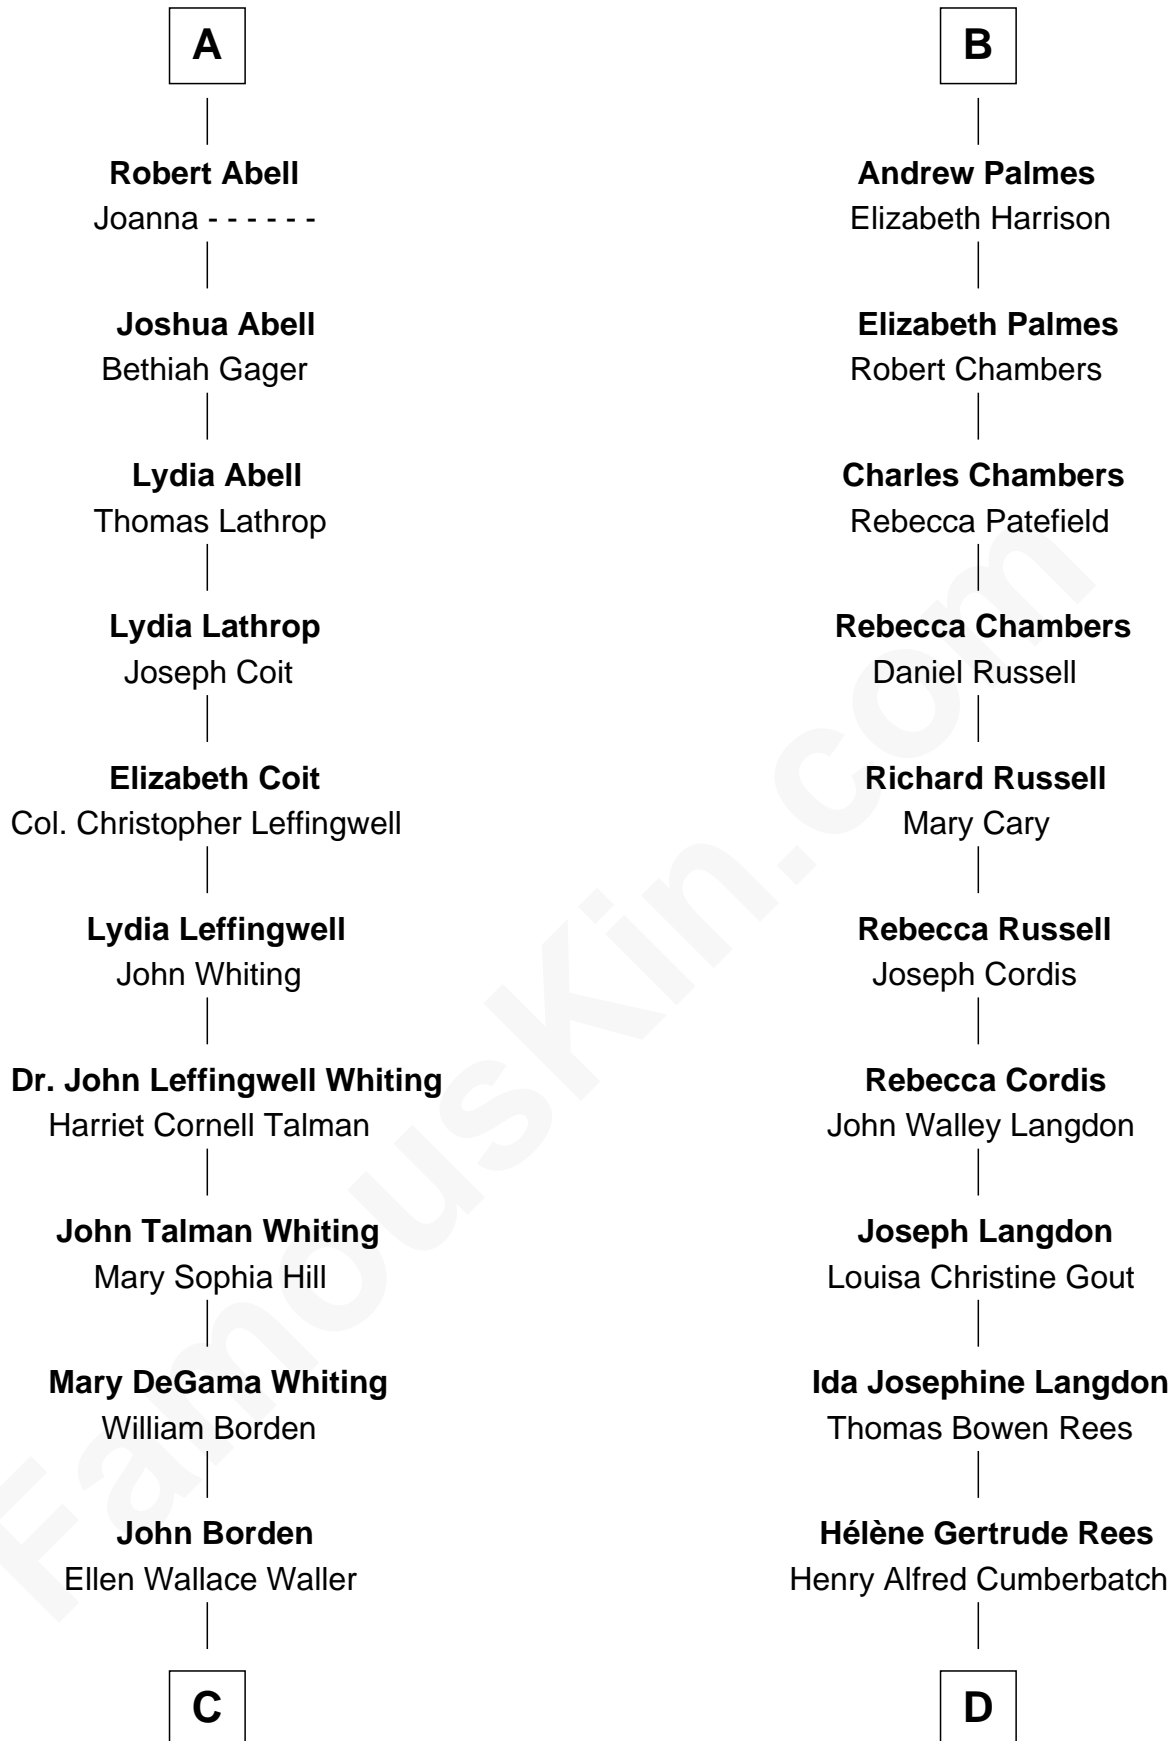 A
Robert Abell
Joanna - - - - - -
Joshua Abell
Bethiah Gager
Lydia Abell
Thomas Lathrop
Lydia Lathrop
Joseph Coit
Elizabeth Coit
Col. Christopher Leffingwell
Lydia Leffingwell
John Whiting
Dr. John Leffingwell Whiting
Harriet Cornell Talman
John Talman Whiting
Mary Sophia Hill
Mary DeGama Whiting
William Borden
John Borden
Ellen Wallace Waller
C
B
Andrew Palmes
Elizabeth Harrison
Elizabeth Palmes
Robert Chambers
Charles Chambers
Rebecca Patefield
Rebecca Chambers
Daniel Russell
Richard Russell
Mary Cary
Rebecca Russell
Joseph Cordis
Rebecca Cordis
John Walley Langdon
Joseph Langdon
Louisa Christine Gout
Ida Josephine Langdon
Thomas Bowen Rees
Hélène Gertrude Rees
Henry Alfred Cumberbatch
D
FamousKin.com